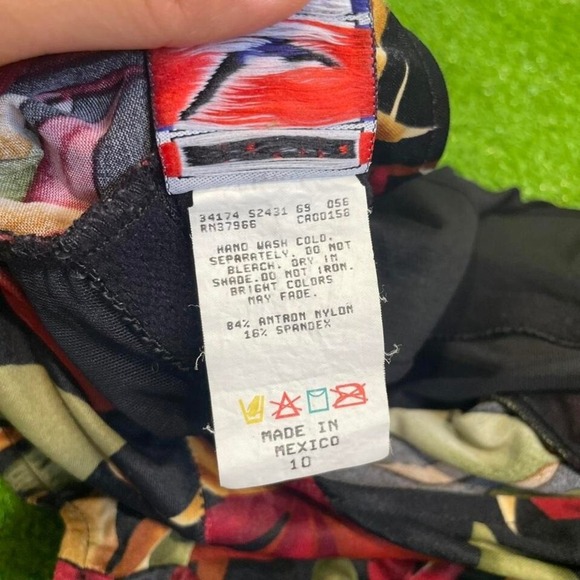 34174 S2431 69 056
RN37966 CA00158
HAND WASH COLD.
SEPARATELY. DO NOT
BLEACH. DRY IN
SHADE.DO NOT IRON.
BRIGHT COLORS
MAY FADE.
84% ANTRON NYLON
16% SPANDEX
MADE IN
MEXICO
10